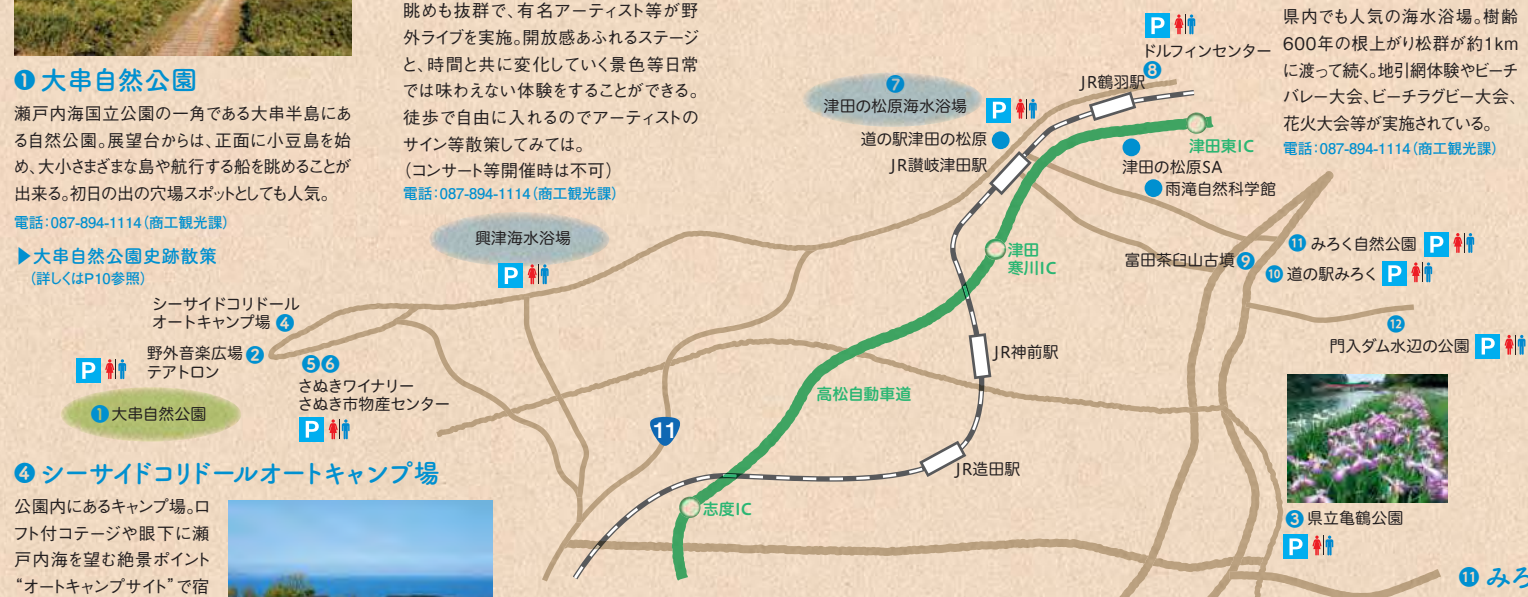 ❶ 大串自然公園
瀬戸内海国立公園の一角である大串半島にあ
る自然公園。展望台からは、正面に小豆島を始
め、大小さまざまな島や航行する船を眺めることが
出来る。初日の出の穴場スポットとしても人気。
電話:087-894-1114(商工観光課)
▶大串自然公園史跡散策
(詳しくはP10参照)
眺めも抜群で、有名アーティスト等が野
外ライブを実施。開放感あふれるステージ
と、時間と共に変化していく景色等日常
では味わえない体験をすることができる。
徒歩で自由に入れるのでアーティストの
サイン等散策してみては。
(コンサート等開催時は不可)
電話:087-894-1114(商工観光課)
県内でも人気の海水浴場。樹齢
600年の根上がり松群が約1km
に渡って続く。地引網体験やビーチ
バレー大会、ビーチラグビー大会、
花火大会等が実施されている。
電話:087-894-1114(商工観光課)
P
ドルフィンセンター
❽
JR鶴羽駅
❼
津田の松原海水浴場
P
道の駅津田の松原
JR讃岐津田駅
津田東IC
津田の松原SA
雨滝自然科学館
興津海水浴場
P
津田
寒川IC
富田茶臼山古墳 ❾
⓫ みろく自然公園 P
❿ 道の駅みろく P
⓬
門入ダム水辺の公園 P
シーサイドコリドール
オートキャンプ場 ❹
野外音楽広場 ❷
テアトロン
P
❶ 大串自然公園
❺❻
さぬきワイナリー
さぬき市物産センター
P
JR神前駅
高松自動車道
11
JR造田駅
志度IC
❸ 県立亀鶴公園
P
❹ シーサイドコリドールオートキャンプ場
公園内にあるキャンプ場。ロ
フト付コテージや眼下に瀬
戸内海を望む絶景ポイント
“オートキャンプサイト”で宿
⓫ みろ